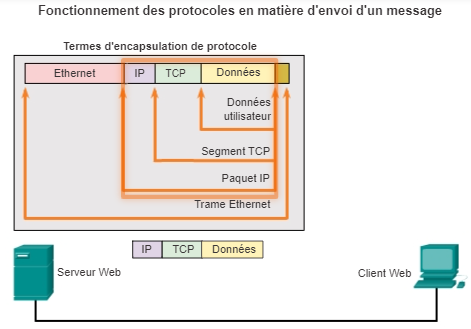 Fonctionnement des protocoles en matière d'envoi d'un message
Termes d'encapsulation de protocole
Ethernet IP TCP Données
Données
utilisateur
Segment TCP
Paquet IP
Trame Ethernet
IP TCP Données
Serveur Web Client Web